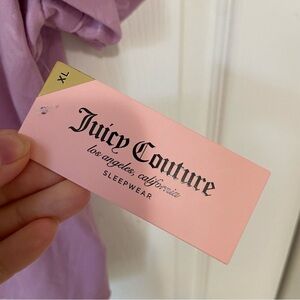 XL
Juicy Couture
los angeles, california
SLEEPWEAR